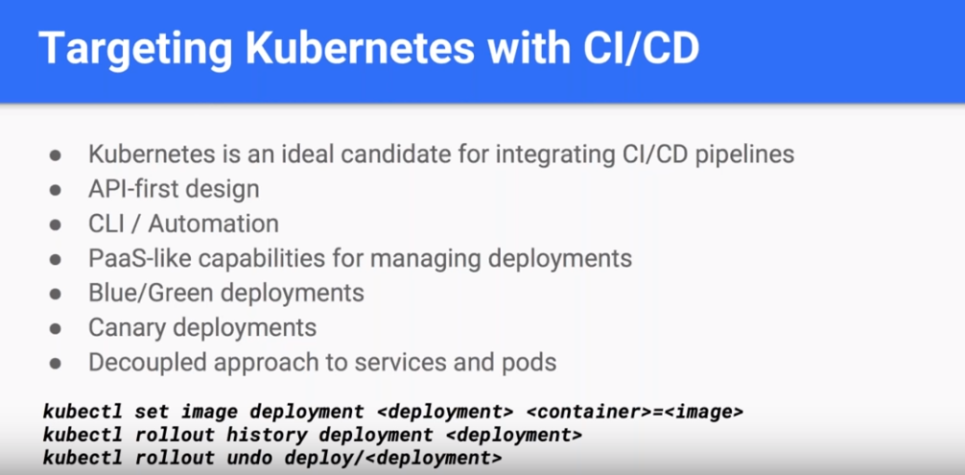 Targeting Kubernetes with CI/CD
● Kubernetes is an ideal candidate for integrating CI/CD pipelines
● API-first design
● CLI / Automation
● PaaS-like capabilities for managing deployments
● Blue/Green deployments
● Canary deployments
● Decoupled approach to services and pods
kubectl set image deployment <deployment> <container>=<image>
kubectl rollout history deployment <deployment>
kubectl rollout undo deploy/<deployment>